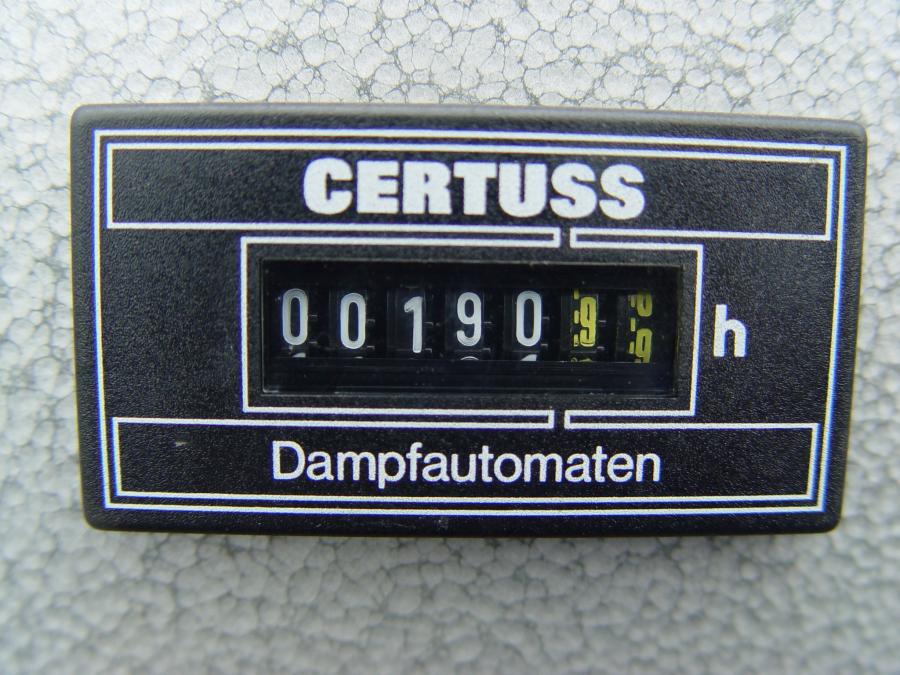 CERTUSS
001909 h
Dampfautomaten